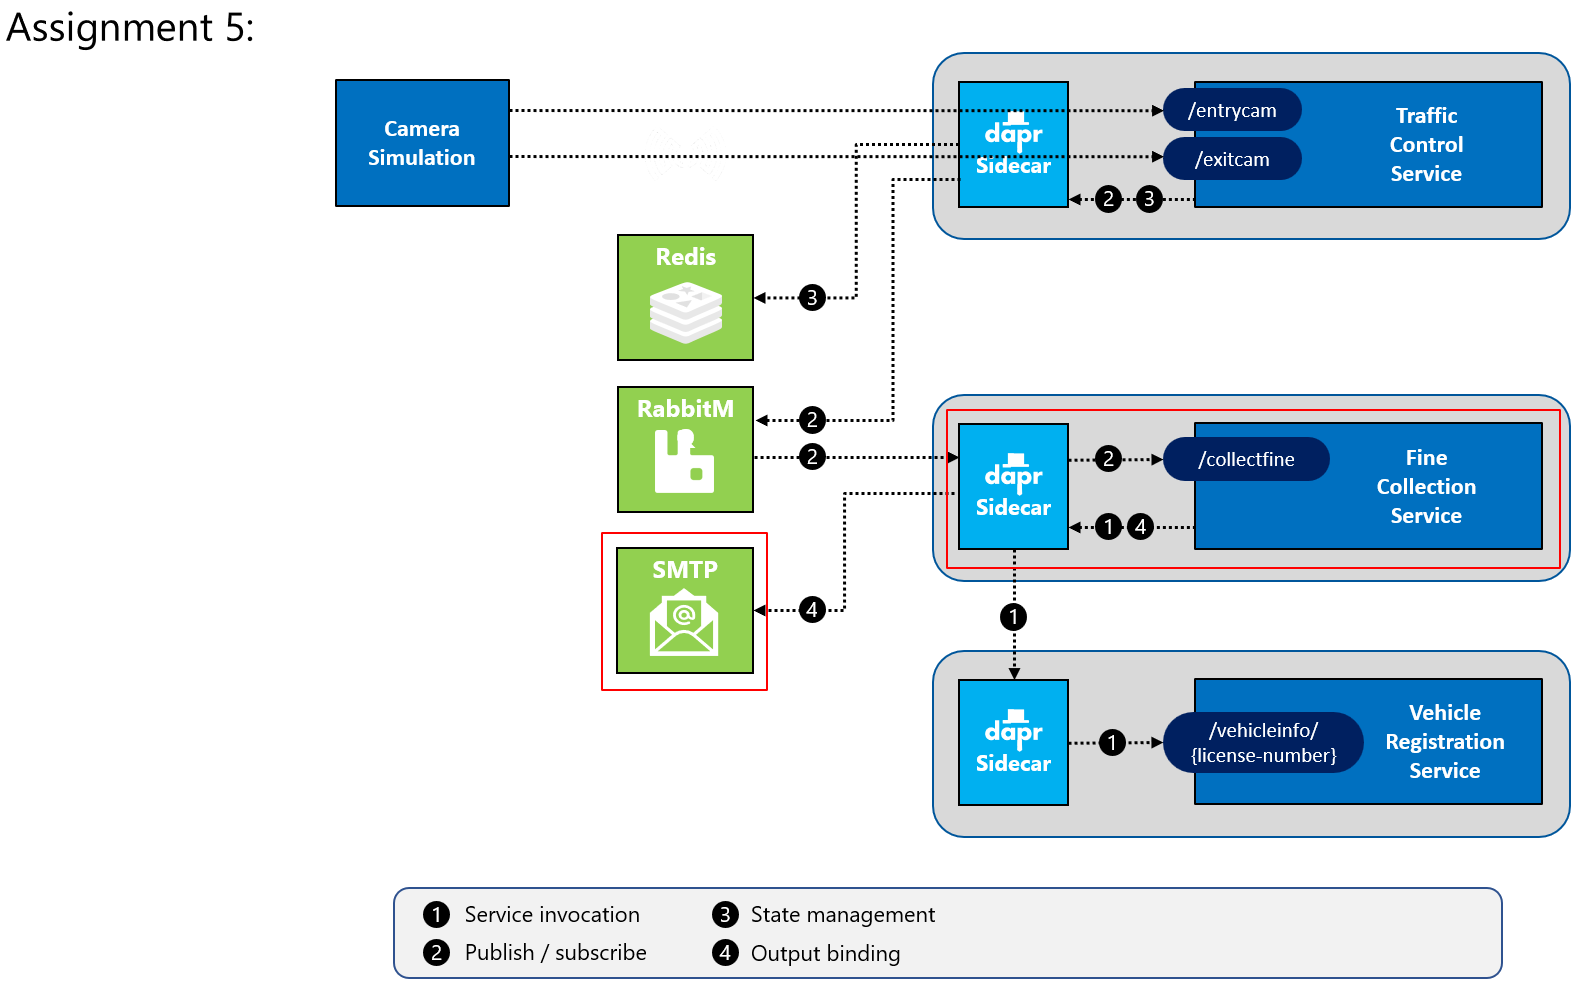 Assignment 5:
Camera
Simulation
dapr
Sidecar
/entrycam
/exitcam
Traffic
Control
Service
2 3
Redis
3
RabbitM
2
2
dapr
Sidecar
2
/collectfine
1 4
Fine
Collection
Service
SMTP
@
4
1
dapr
Sidecar
1
/vehicleinfo/
{license-number}
Vehicle
Registration
Service
1 Service invocation
2 Publish / subscribe
3 State management
4 Output binding